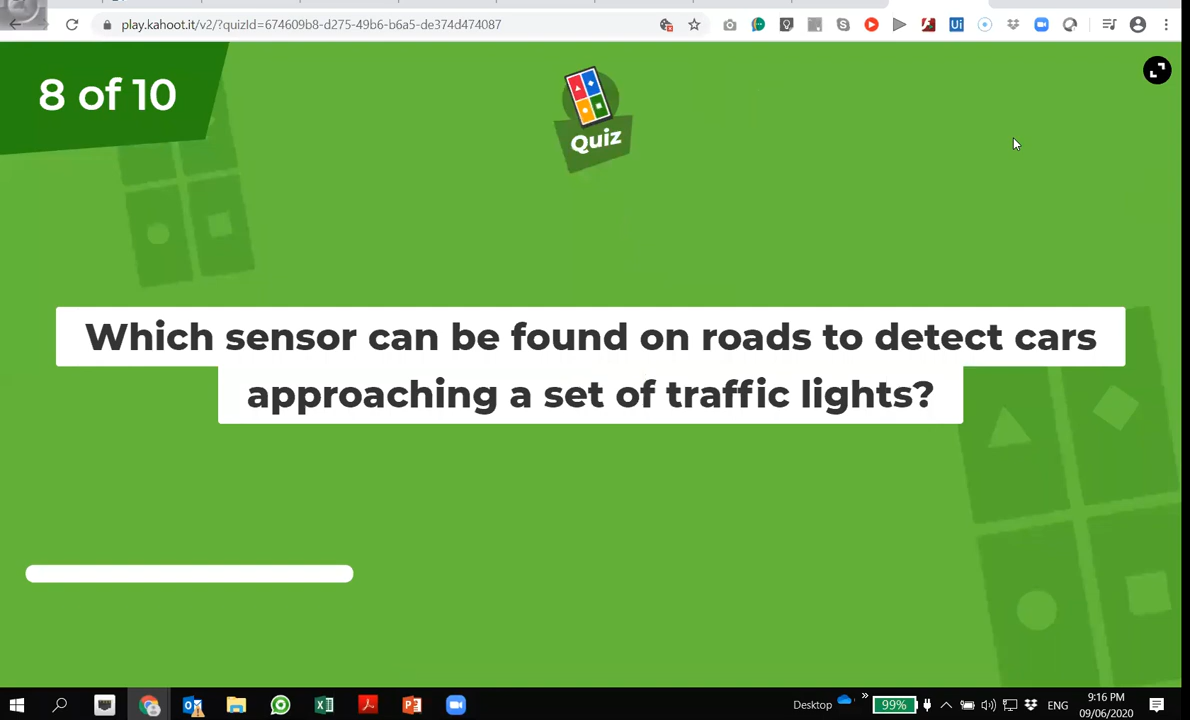 play.kahoot.it/v2/?quizId=674609b8-d275-49b6-b6a5-de374d474087
8 of 10
Quiz
Which sensor can be found on roads to detect cars
approaching a set of traffic lights?
Desktop
99%
ENG
9:16 PM
09/06/2020